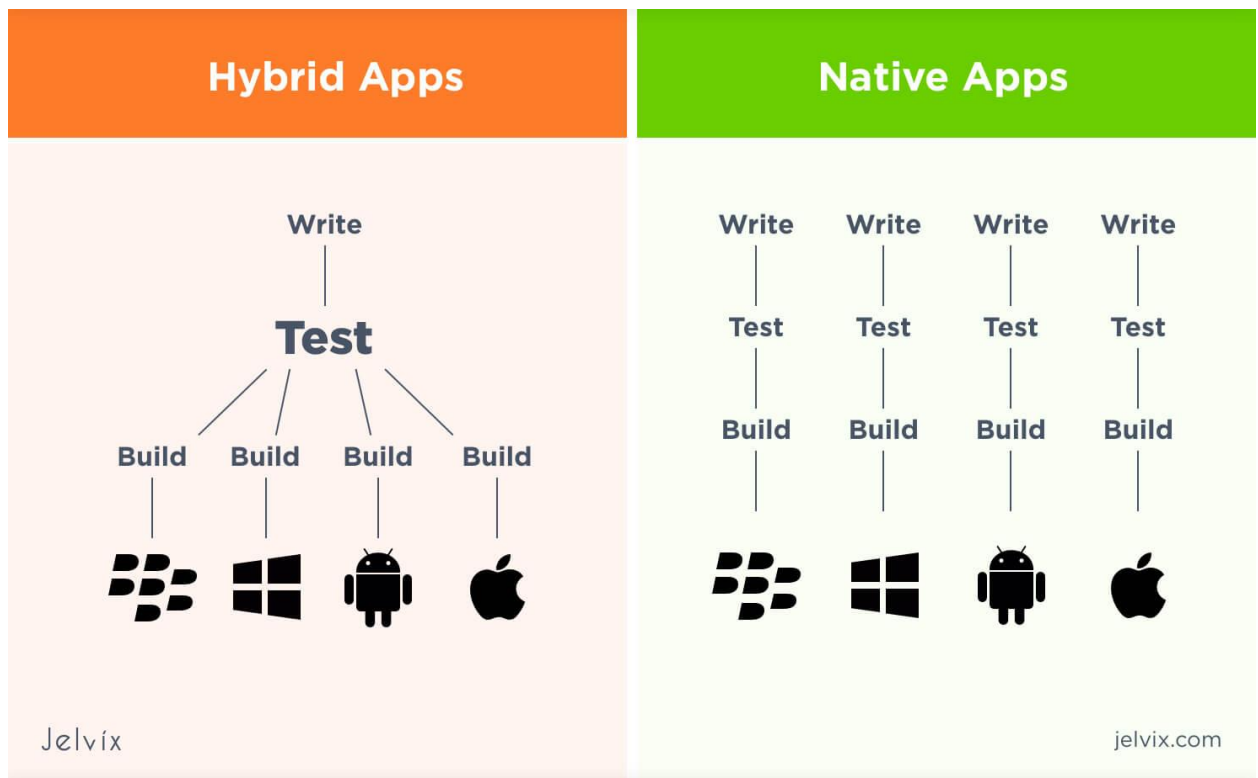 Hybrid Apps
Write
Test
Build Build Build Build
Jelvix
Native Apps
Write Write Write Write
Test Test Test Test
Build Build Build Build
jelvix.com